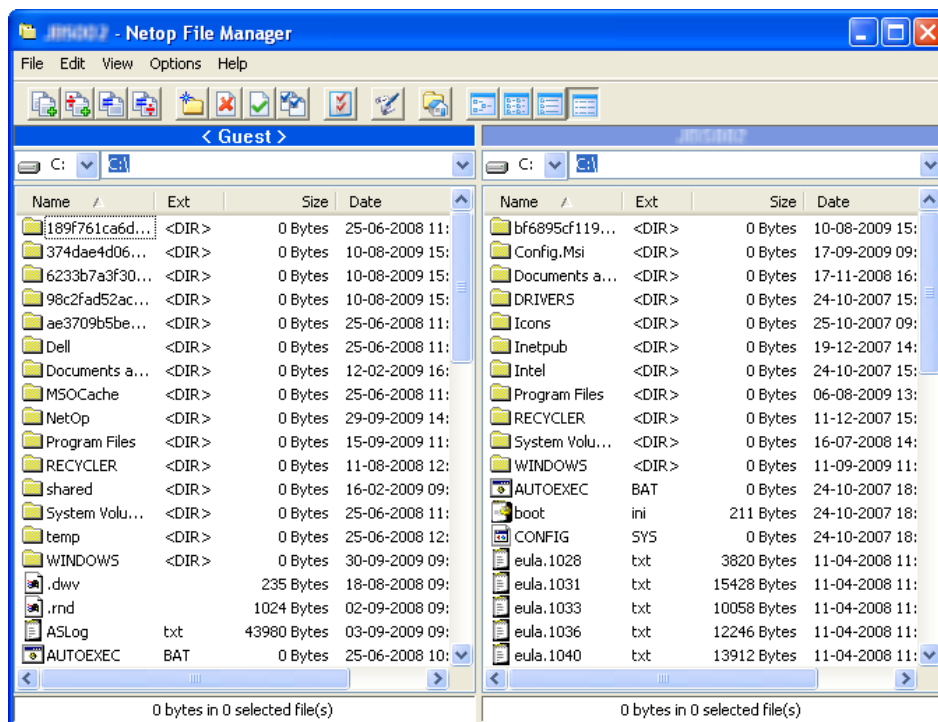 - Netop File Manager
File Edit View Options Help
< Guest >
C: C:\
C: C:\
Name Ext Size Date
189f761ca6d... <DIR> 0 Bytes 25-06-2008 11:
374dae4d06... <DIR> 0 Bytes 10-08-2009 15:
6233b7a3f30... <DIR> 0 Bytes 10-08-2009 15:
98c2fad52ac... <DIR> 0 Bytes 10-08-2009 15:
ae3709b5be... <DIR> 0 Bytes 25-06-2008 11:
Dell <DIR> 0 Bytes 25-06-2008 11:
Documents a... <DIR> 0 Bytes 12-02-2009 16:
MSOCache <DIR> 0 Bytes 25-06-2008 11:
NetOp <DIR> 0 Bytes 29-09-2009 14:
Program Files <DIR> 0 Bytes 15-09-2009 11:
RECYCLER <DIR> 0 Bytes 11-08-2008 12:
shared <DIR> 0 Bytes 16-02-2009 09:
System Volu... <DIR> 0 Bytes 25-06-2008 11:
temp <DIR> 0 Bytes 25-06-2008 12:
WINDOWS <DIR> 0 Bytes 30-09-2009 09:
.dwv 235 Bytes 18-08-2008 09:
.rnd 1024 Bytes 02-09-2008 09:
ASLog txt 43980 Bytes 03-09-2009 09:
AUTOEXEC BAT 0 Bytes 25-06-2008 10:
0 bytes in 0 selected file(s)
Name Ext Size Date
bf6895cf119... <DIR> 0 Bytes 10-08-2009 15:
Config.Msi <DIR> 0 Bytes 17-09-2009 09:
Documents a... <DIR> 0 Bytes 17-11-2008 16:
DRIVERS <DIR> 0 Bytes 24-10-2007 15:
Icons <DIR> 0 Bytes 25-10-2007 09:
Inetpub <DIR> 0 Bytes 19-12-2007 14:
Intel <DIR> 0 Bytes 24-10-2007 15:
Program Files <DIR> 0 Bytes 06-08-2009 13:
RECYCLER <DIR> 0 Bytes 11-12-2007 15:
System Volu... <DIR> 0 Bytes 16-07-2008 14:
WINDOWS <DIR> 0 Bytes 11-09-2009 11:
AUTOEXEC BAT 0 Bytes 24-10-2007 18:
boot ini 211 Bytes 24-10-2007 18:
CONFIG SYS 0 Bytes 24-10-2007 18:
eula.1028 txt 3820 Bytes 11-04-2008 11:
eula.1031 txt 15428 Bytes 11-04-2008 11:
eula.1033 txt 10058 Bytes 11-04-2008 11:
eula.1036 txt 12246 Bytes 11-04-2008 11:
eula.1040 txt 13912 Bytes 11-04-2008 11:
0 bytes in 0 selected file(s)